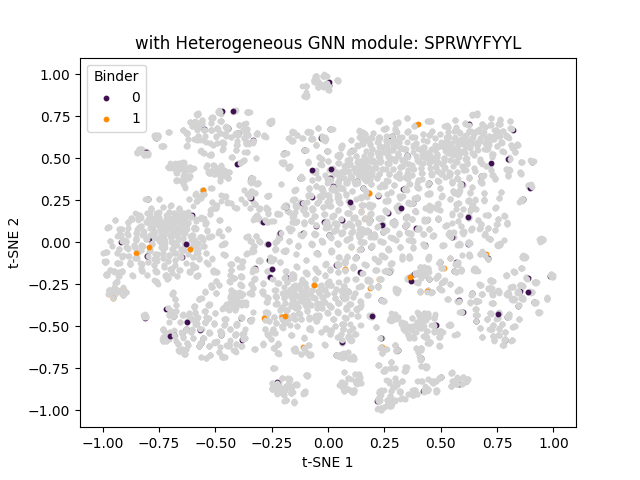 with Heterogeneous GNN module: SPRWYFYYL
Binder
0
1
t-SNE 2
1.00
0.75
0.50
0.25
0.00
−0.25
−0.50
−0.75
−1.00
−1.00 −0.75 −0.50 −0.25 0.00 0.25 0.50 0.75 1.00
t-SNE 1